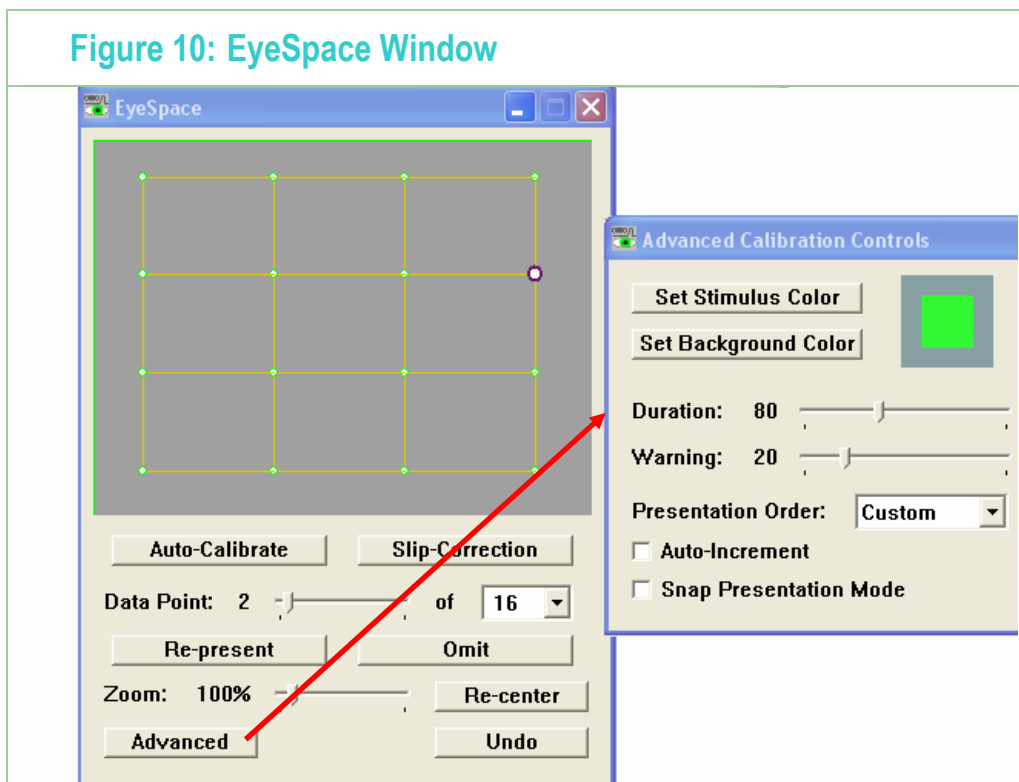 Figure 10: EyeSpace Window
EyeSpace
Auto-Calibrate Slip-Correction
Data Point: 2 of 16
Re-present Omit
Zoom: 100% Re-center
Advanced Undo
Advanced Calibration Controls
Set Stimulus Color
Set Background Color
Duration: 80
Warning: 20
Presentation Order: Custom
Auto-Increment
Snap Presentation Mode